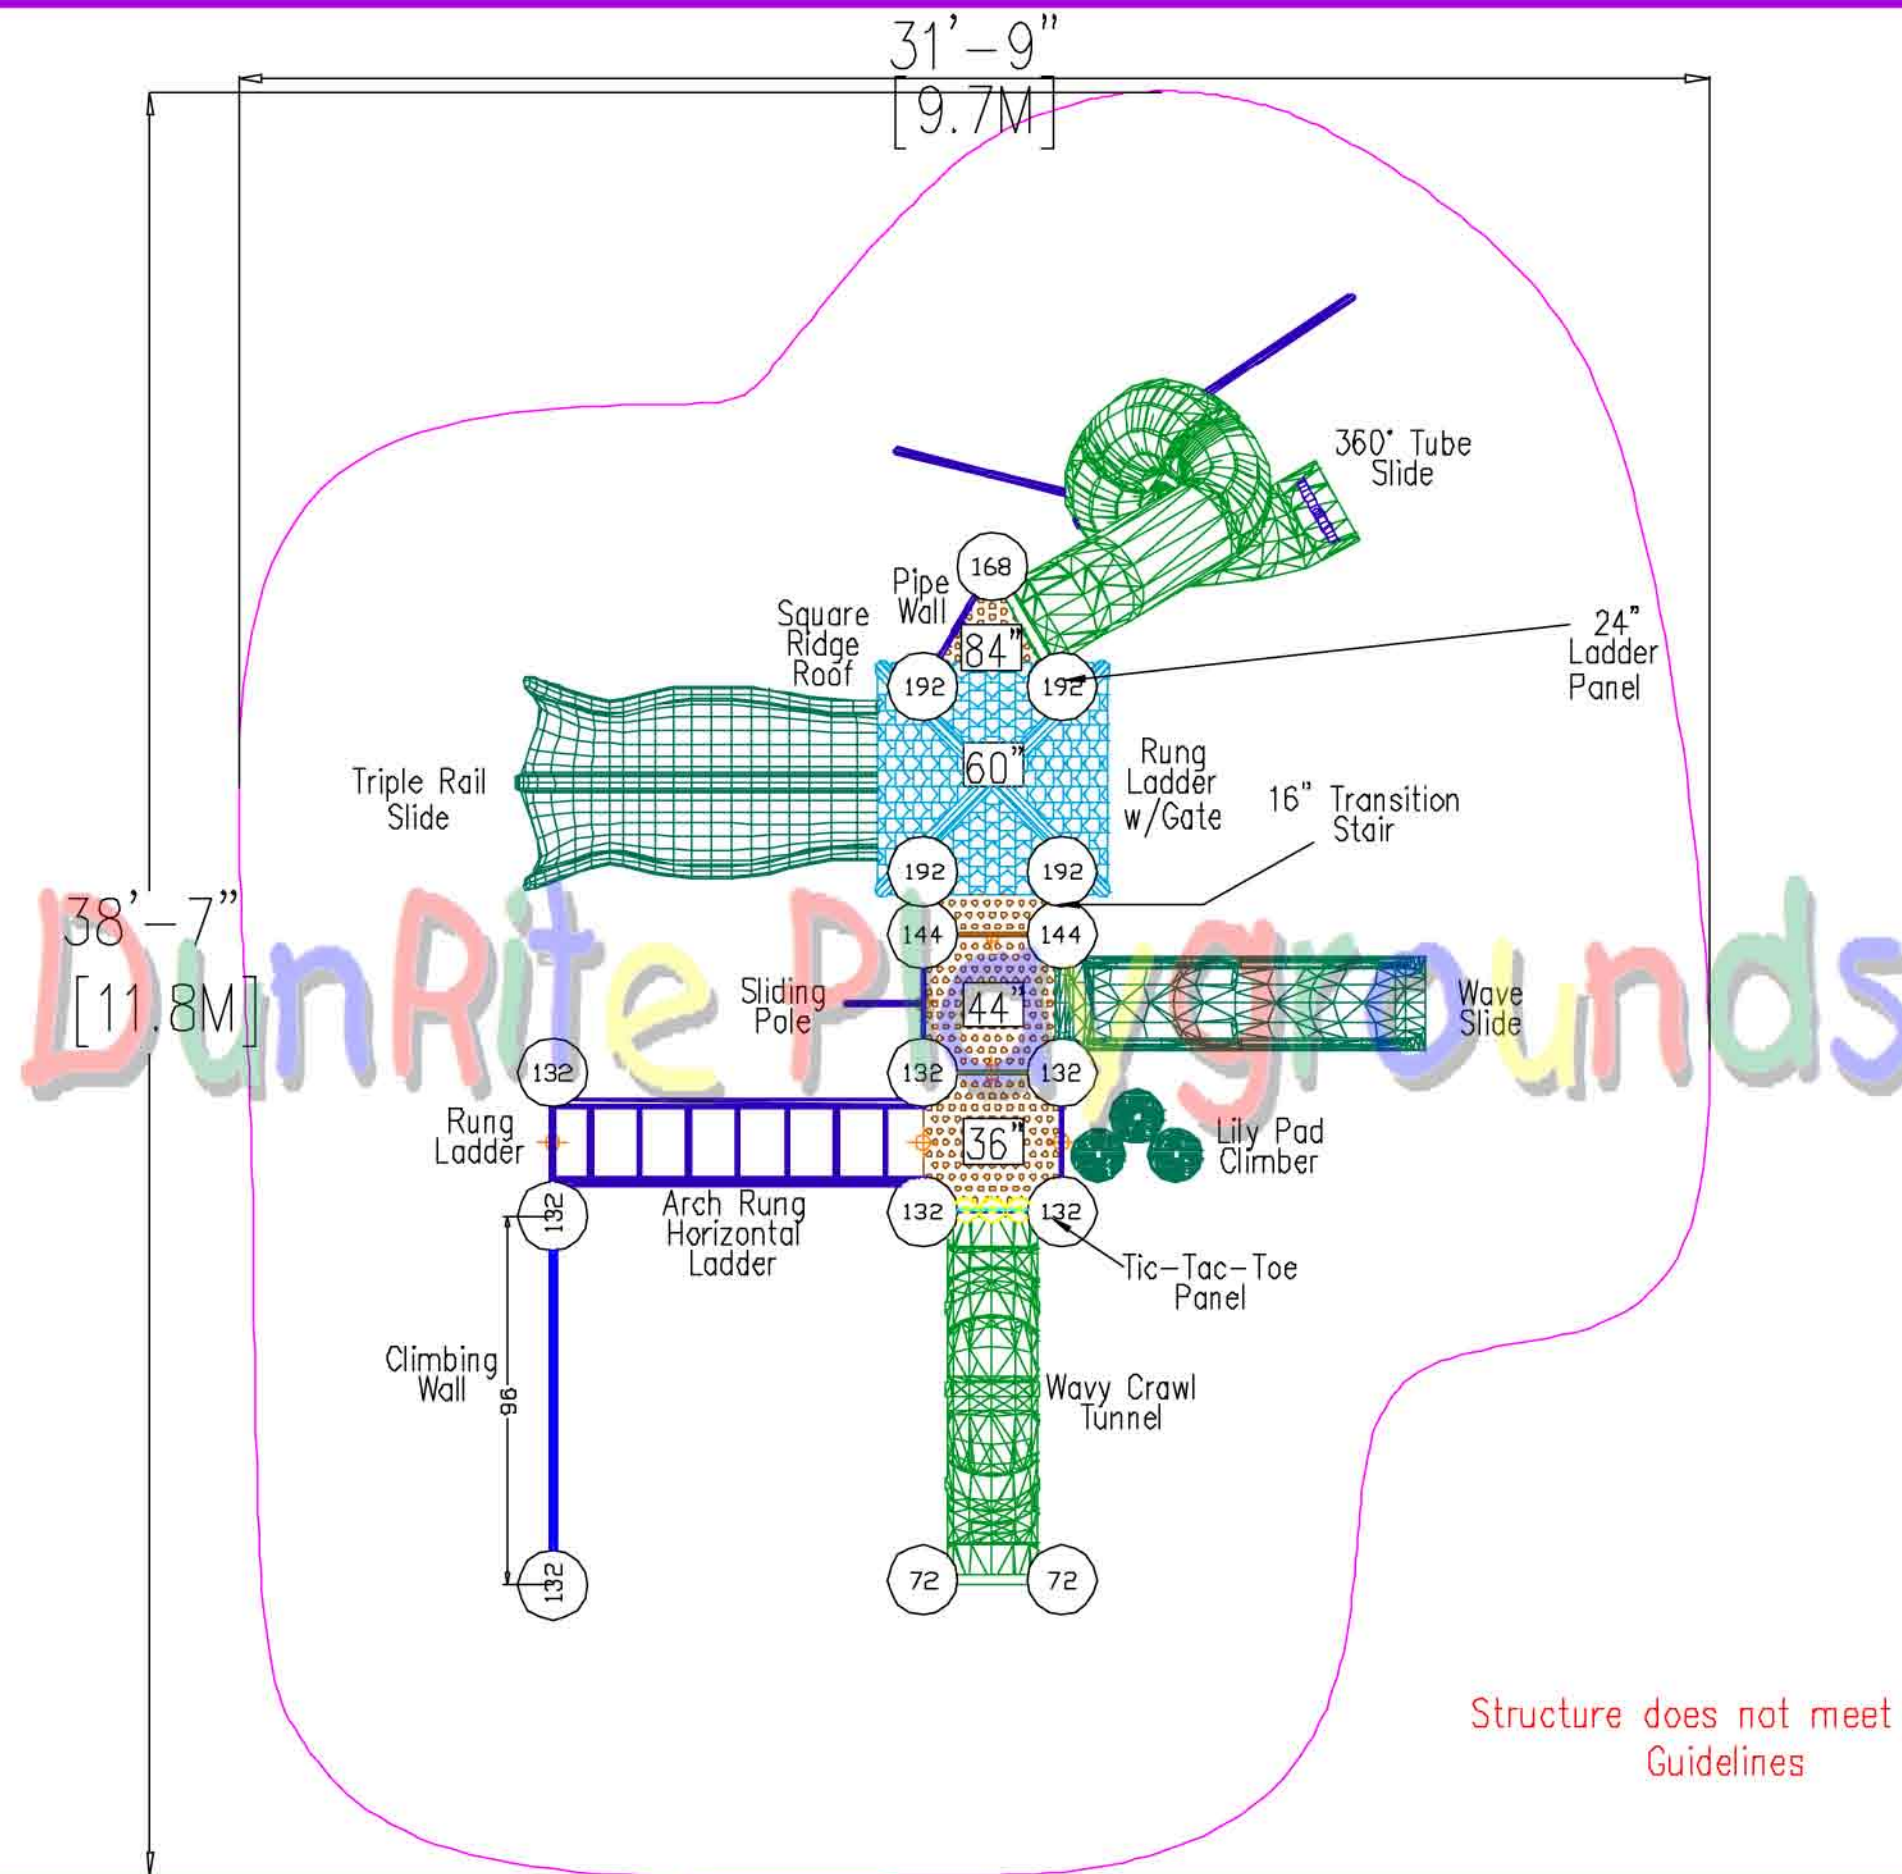 31'-9"
[9.7M]
360° Tube
Slide
168
Pipe
Wall
84"
Square
Ridge
Roof
24"
Ladder
Panel
192
192
60"
Rung
Ladder
w/Gate
Triple Rail
Slide
16" Transition
Stair
192
192
38'-7"
[11.8M]
DunRite Playgrounds
144
144
Sliding
Pole
44"
Wave
Slide
132
132
132
Rung
Ladder
36"
Lily Pad
Climber
132
132
132
Arch Rung
Horizontal
Ladder
Tic-Tac-Toe
Panel
Climbing
Wall
96
Wavy Crawl
Tunnel
132
72
72
Structure does not meet
Guidelines